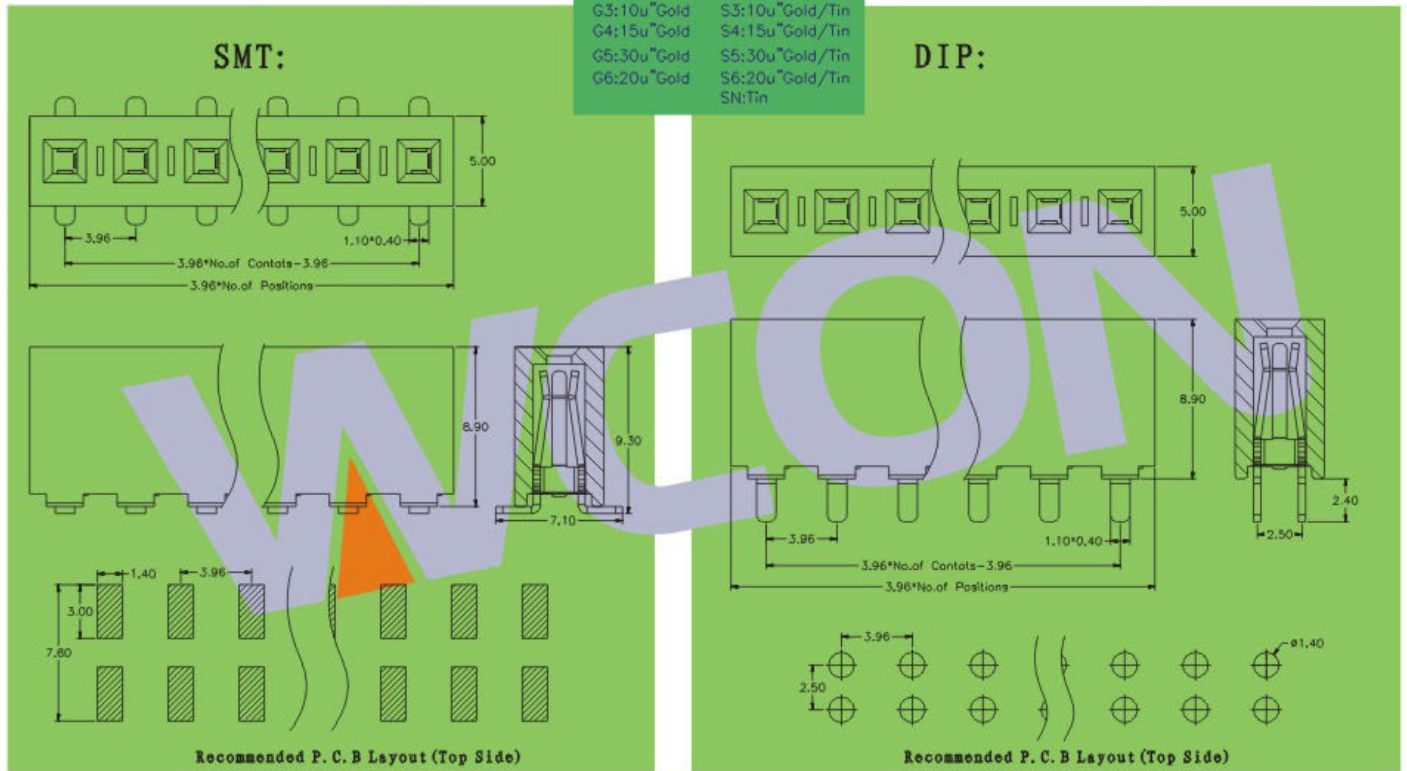 G3:10u"Gold S3:10u"Gold/Tin
G4:15u"Gold S4:15u"Gold/Tin
G5:30u"Gold S5:30u"Gold/Tin
G6:20u"Gold S6:20u"Gold/Tin
SN:Tin
SMT:
5.00
3.96
1.10*0.40
3.96*No.of Contats-3.96
3.96*No.of Positions
8.90
9.30
7.10
1.40
3.96
3.00
7.60
Recommended P.C.B Layout(Top Side)
DIP:
5.00
8.90
2.40
2.50
3.96
1.10*0.40
3.96*No.of Contats-3.96
3.96*No.of Positions
3.96
ø1.40
2.50
Recommended P.C.B Layout(Top Side)
WCON